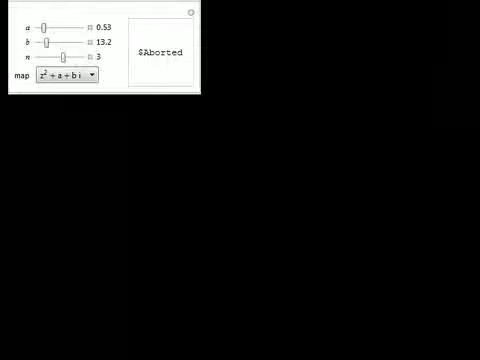 a 0.53
b 13.2
n 3
map z² + a + b i
$Aborted